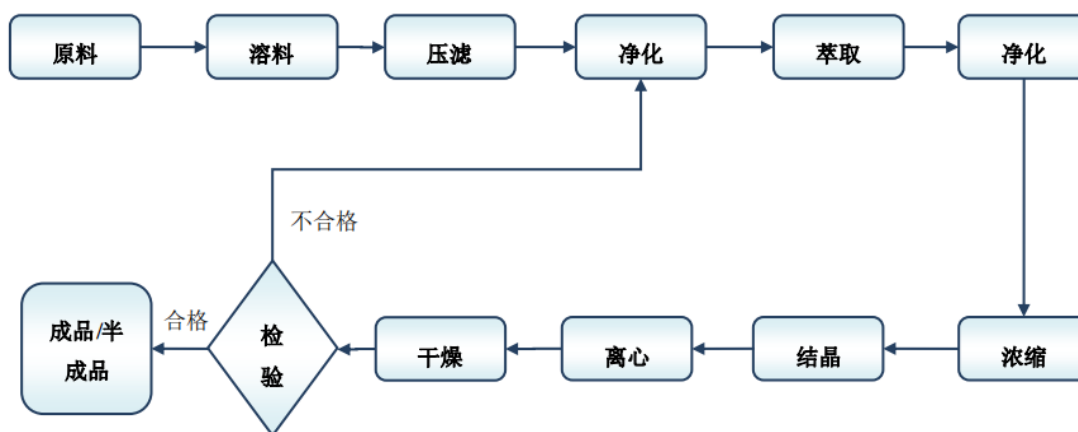 原料
溶料
压滤
净化
萃取
净化
不合格
成品/半
成品
合格
检
验
干燥
离心
结晶
浓缩